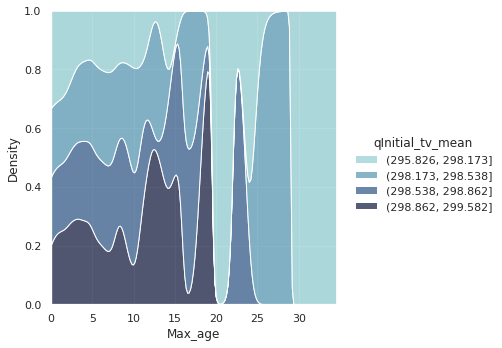 1.0
0.8
0.6
0.4
0.2
0.0
Density
0 5 10 15 20 25 30
Max_age
qInitial_tv_mean
(295.826, 298.173]
(298.173, 298.538]
(298.538, 298.862]
(298.862, 299.582]